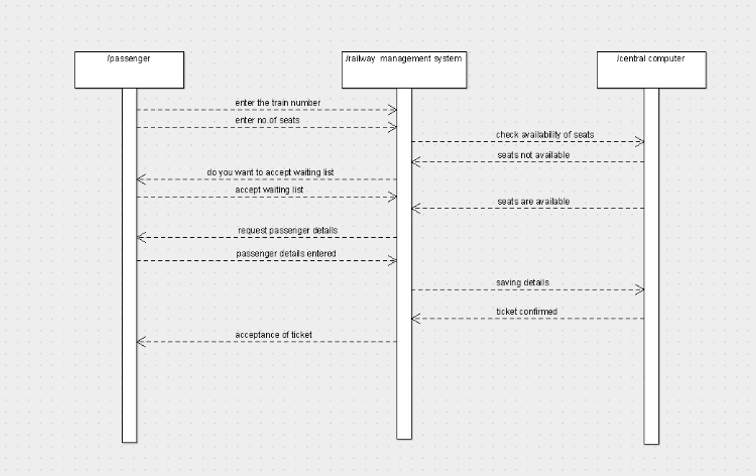 /passenger
/railway management system
/central computer
enter the train number
enter no.of seats
check availability of seats
seats not available
do you want to accept waiting list
accept waiting list
seats are available
request passenger details
passenger details entered
saving details
ticket confirmed
acceptance of ticket